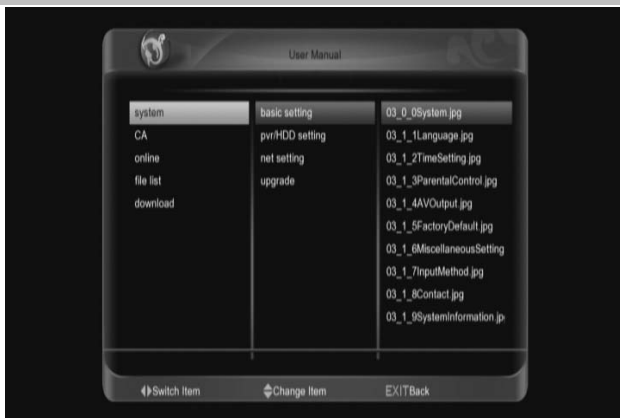 User Manual
system
CA
online
file list
download
basic setting
pvr/HDD setting
net setting
upgrade
03_0_0System.jpg
03_1_1Language.jpg
03_1_2TimeSetting.jpg
03_1_3ParentalControl.jpg
03_1_4AVOutput.jpg
03_1_5FactoryDefault.jpg
03_1_6MiscellaneousSetting
03_1_7InputMethod.jpg
03_1_8Contact.jpg
03_1_9SystemInformation.jp
Switch Item
Change Item
EXITBack